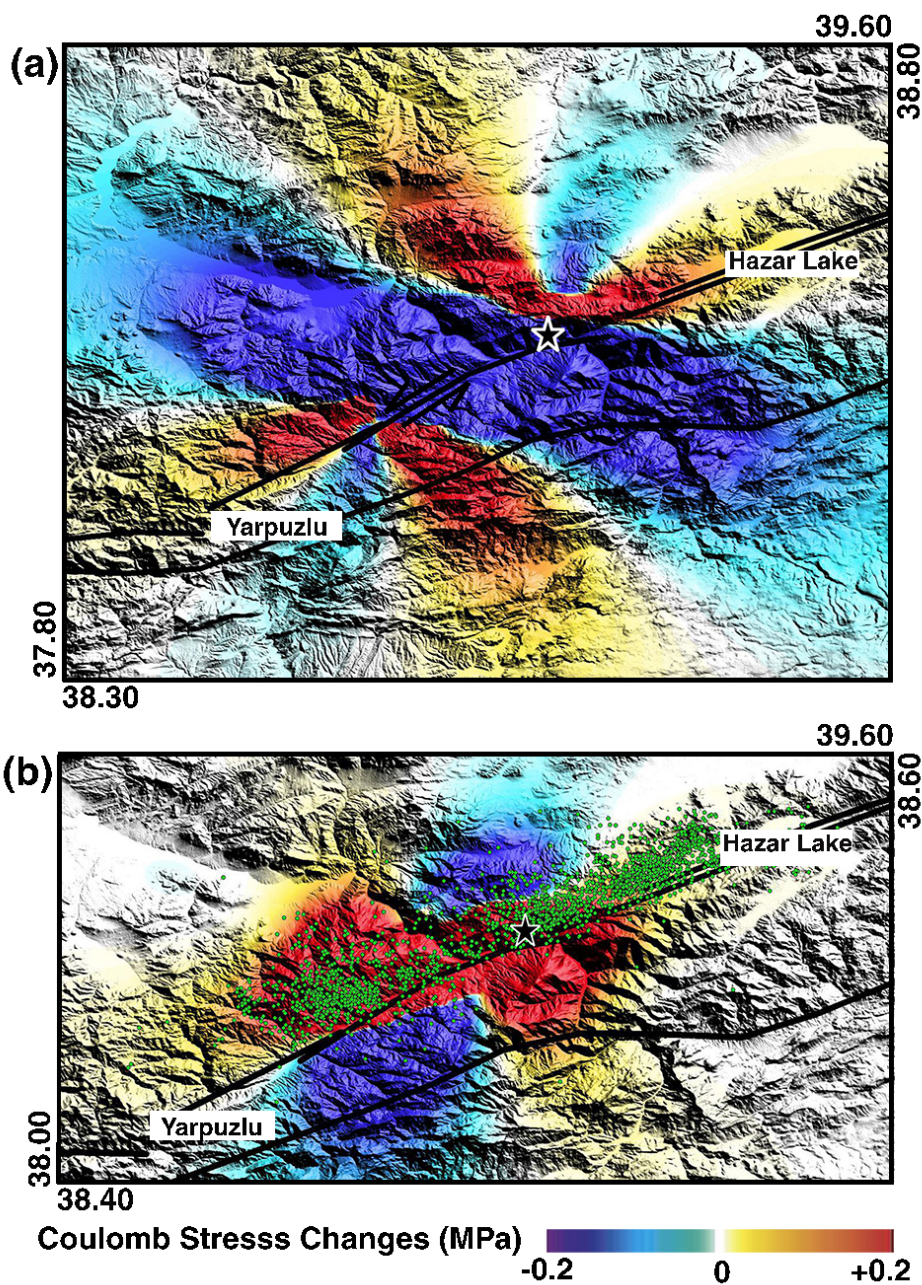 39.60
(a)
38.80
Hazar Lake
Yarpuzlu
37.80
38.30
39.60
(b)
38.60
Hazar Lake
Yarpuzlu
38.00
38.40
Coulomb Stresss Changes (MPa)
-0.2 0 +0.2